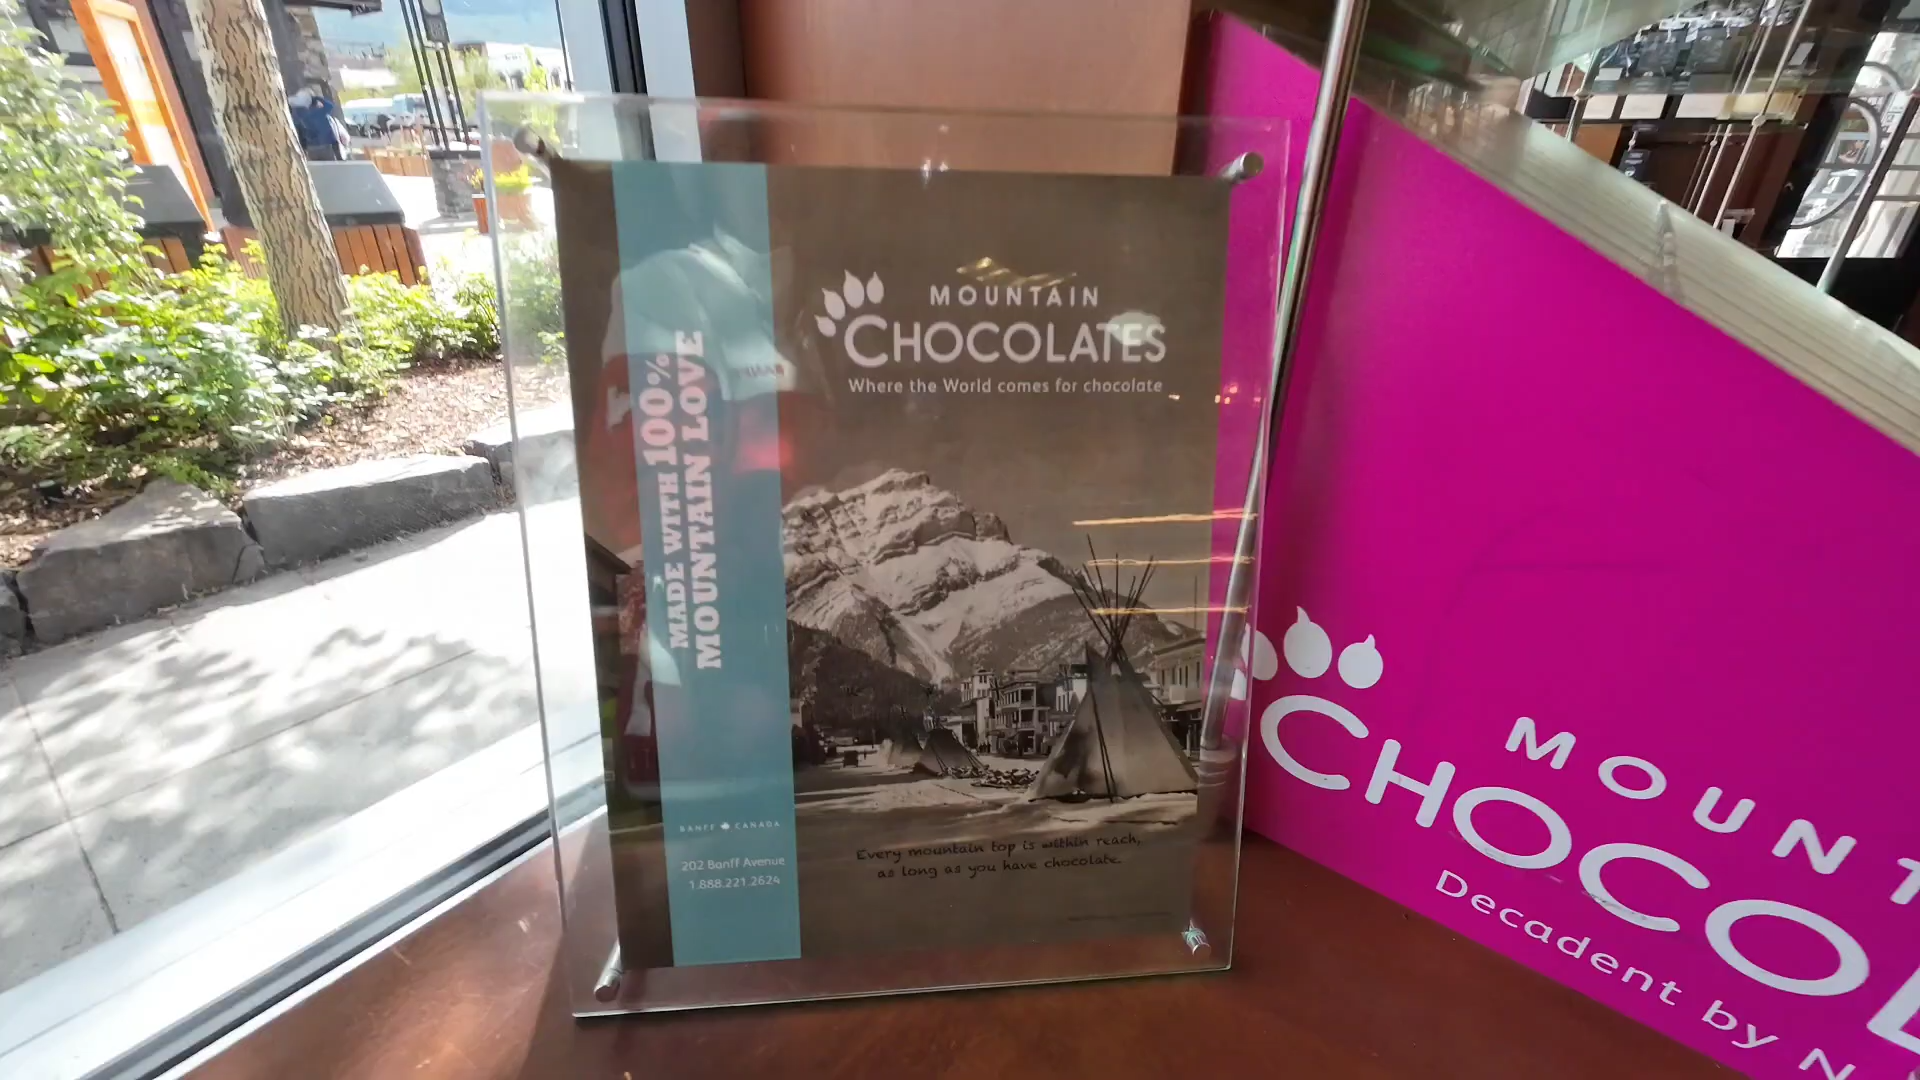 MOUNTAIN
CHOCOLATES
Where the World comes for chocolate
MADE WITH 100%
MOUNTAIN LOVE
BANFF CANADA
202 Banff Avenue
1.888.221.2624
Every mountain top is within reach,
as long as you have chocolate.
MOUNT
CHOCOL
Decadent by N